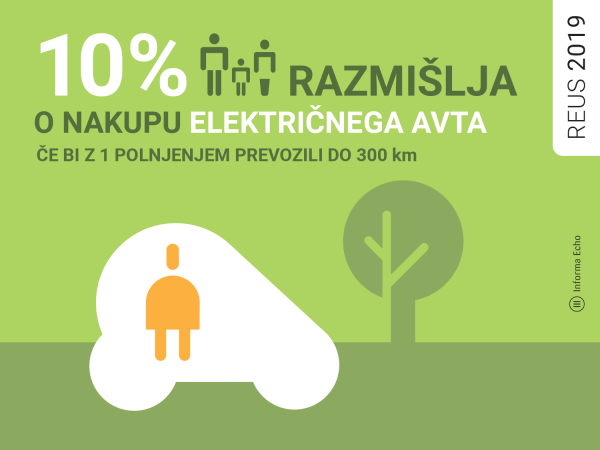 10% RAZMIŠLJA
O NAKUPU ELEKTRIČNEGA AVTA
ČE BI Z 1 POLNJENJEM PREVOZILI DO 300 km
REUS 2019
Informa Echo